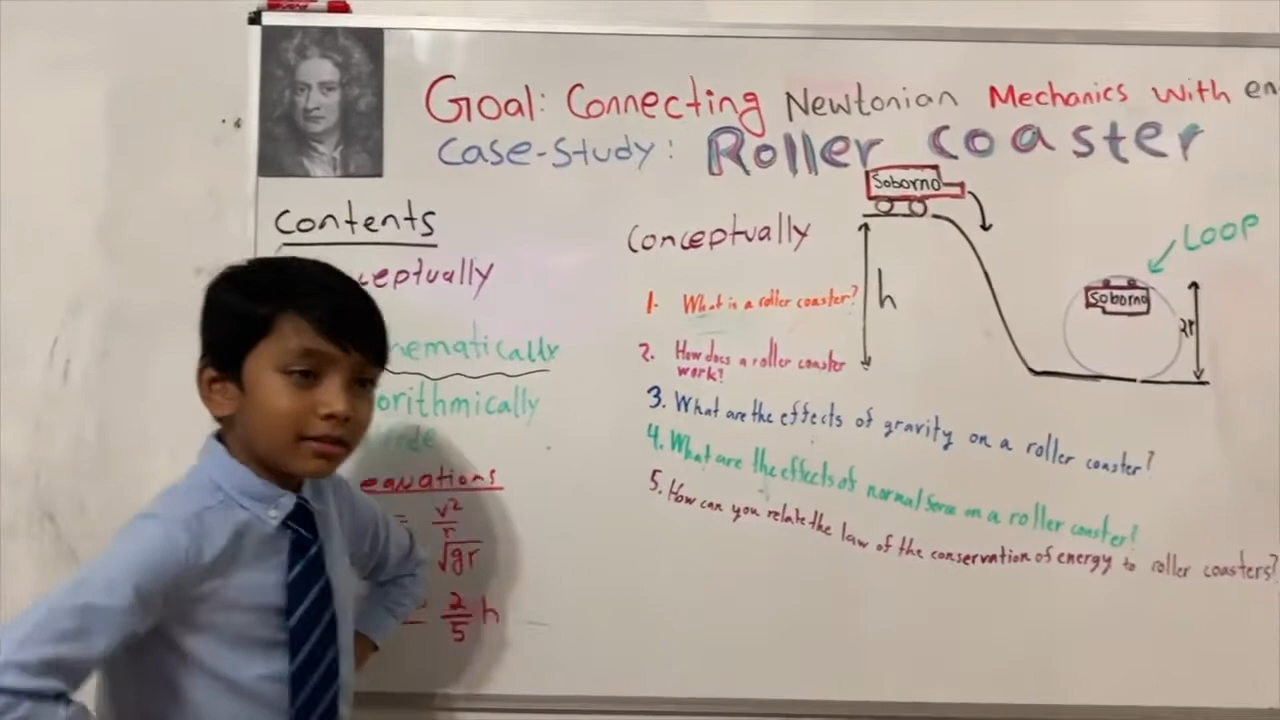 Goal: Connecting Newtonian Mechanics With en
Case-Study: Roller coaster
Soborno
Contents
Conceptually
LOOP
ceptually
h
1. What is a roller coaster?
Soborno
2r
hematically
2. How does a roller coaster
work?
orithmically
3. What are the effects of gravity on a roller coaster?
4. What are the effects of normal force on a roller coaster?
5. How can you relate the law of the conservation of energy to roller coasters?
equations
= v²/r
√gr
= 2/5 h